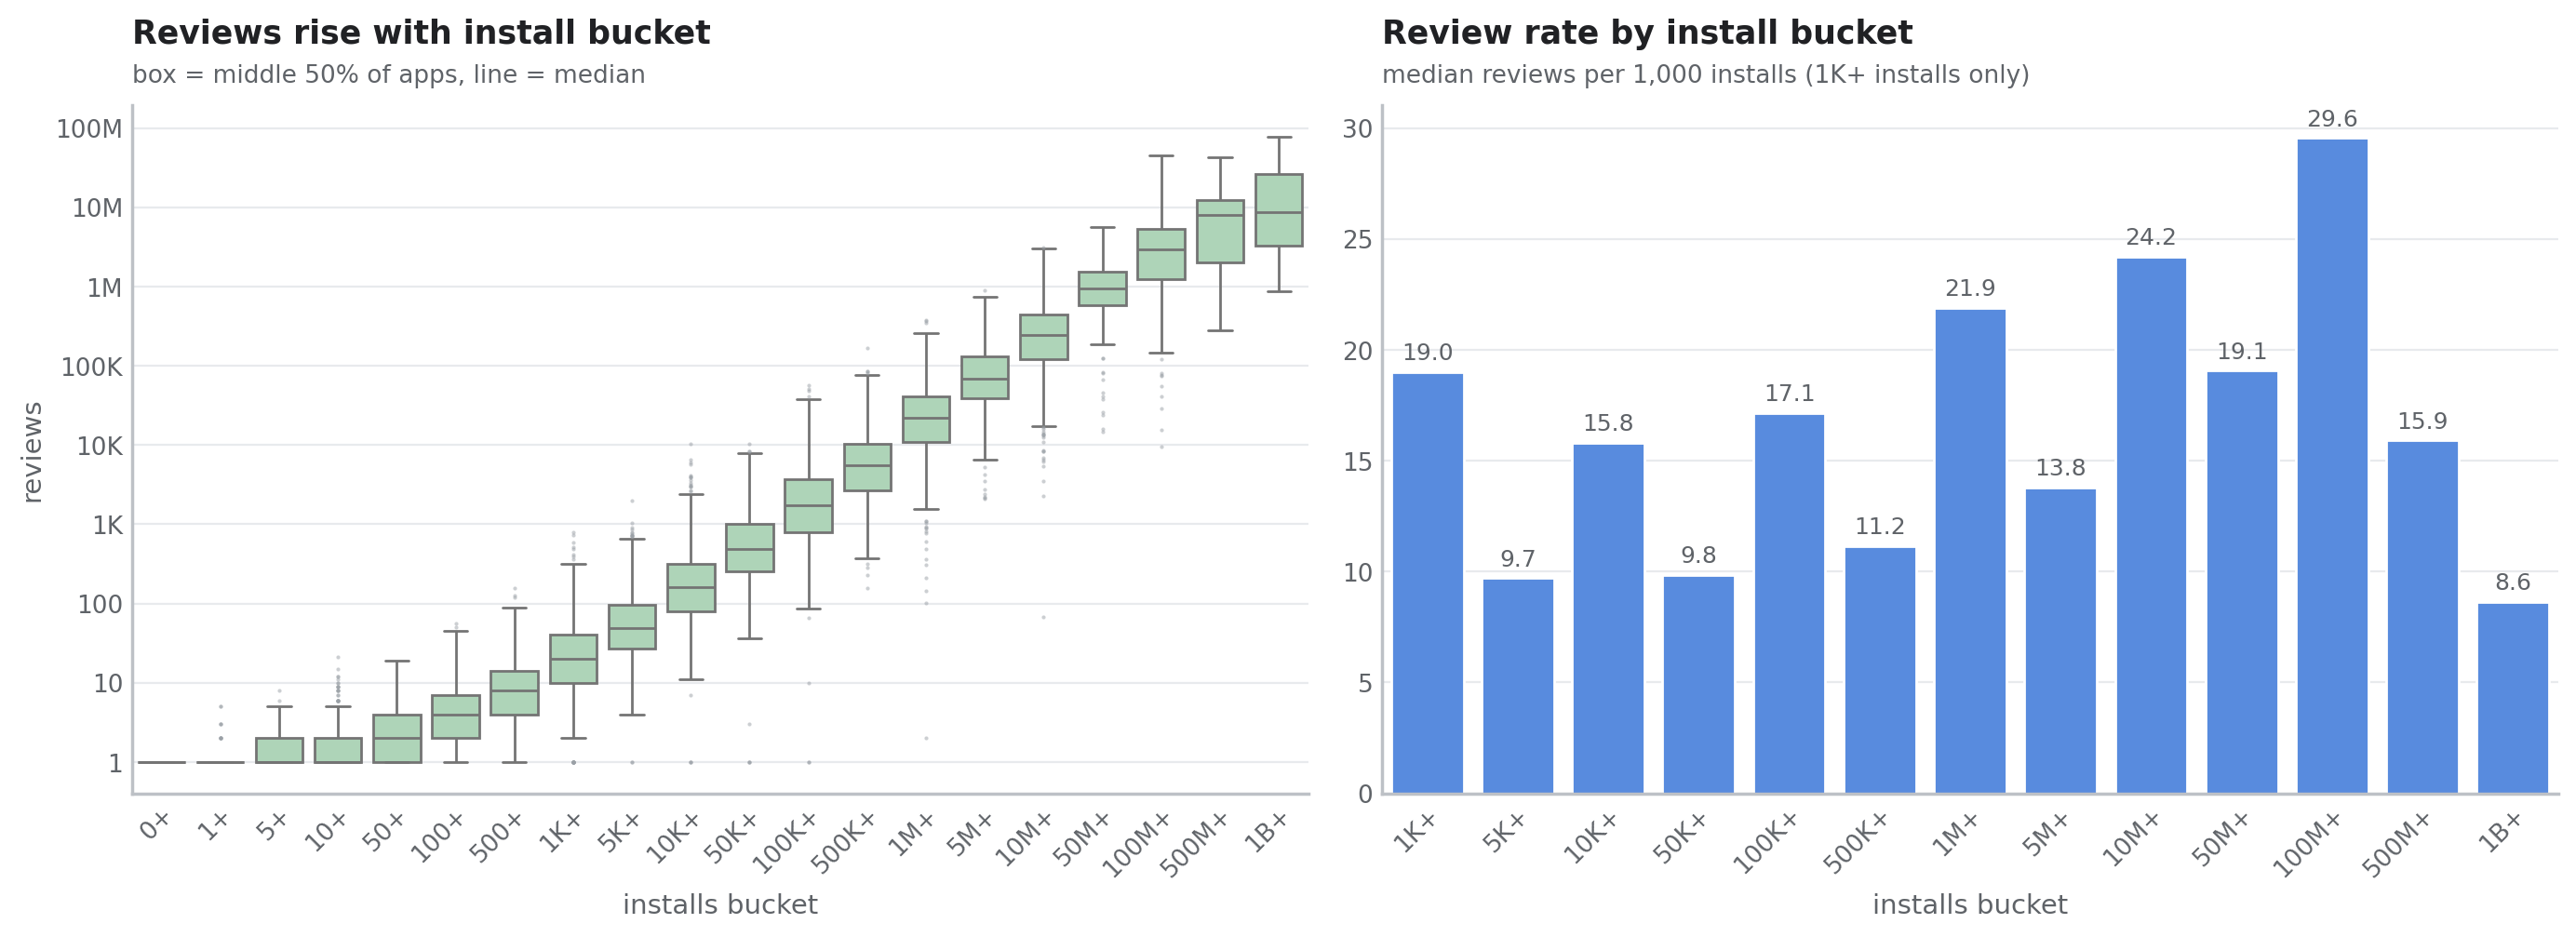 Reviews rise with install bucket
box = middle 50% of apps, line = median
100M
10M
1M
100K
10K
1K
100
10
1
reviews
0+
1+
5+
10+
50+
100+
500+
1K+
5K+
10K+
50K+
100K+
500K+
1M+
5M+
10M+
50M+
100M+
500M+
1B+
installs bucket
Review rate by install bucket
median reviews per 1,000 installs (1K+ installs only)
30
25
20
15
10
5
0
19.0
9.7
15.8
9.8
17.1
11.2
21.9
13.8
24.2
19.1
29.6
15.9
8.6
1K+
5K+
10K+
50K+
100K+
500K+
1M+
5M+
10M+
50M+
100M+
500M+
1B+
installs bucket